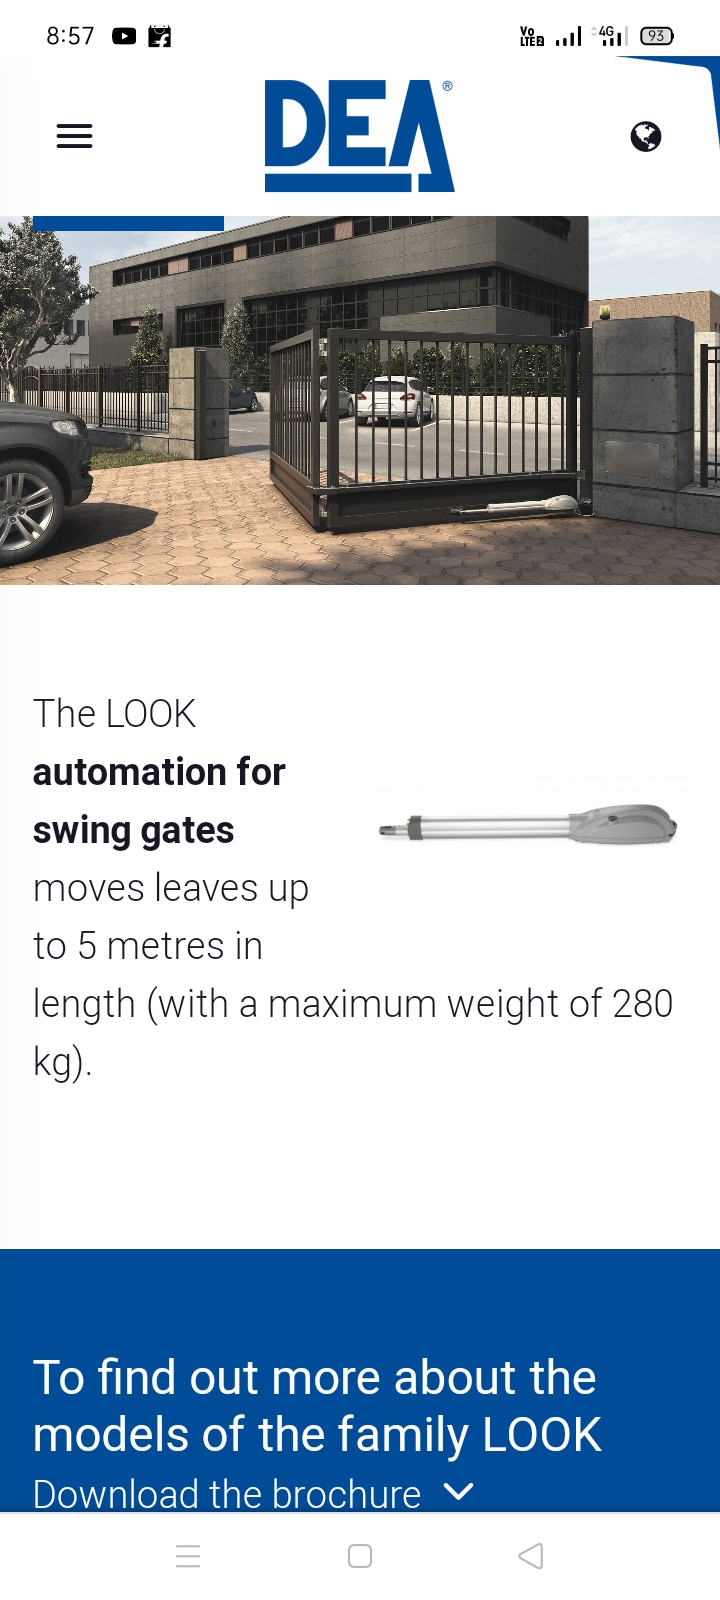 8:57
Vo
LTE2
4G
93
DEA®
The LOOK
automation for
swing gates
moves leaves up
to 5 metres in
length (with a maximum weight of 280
kg).
To find out more about the
models of the family LOOK
Download the brochure